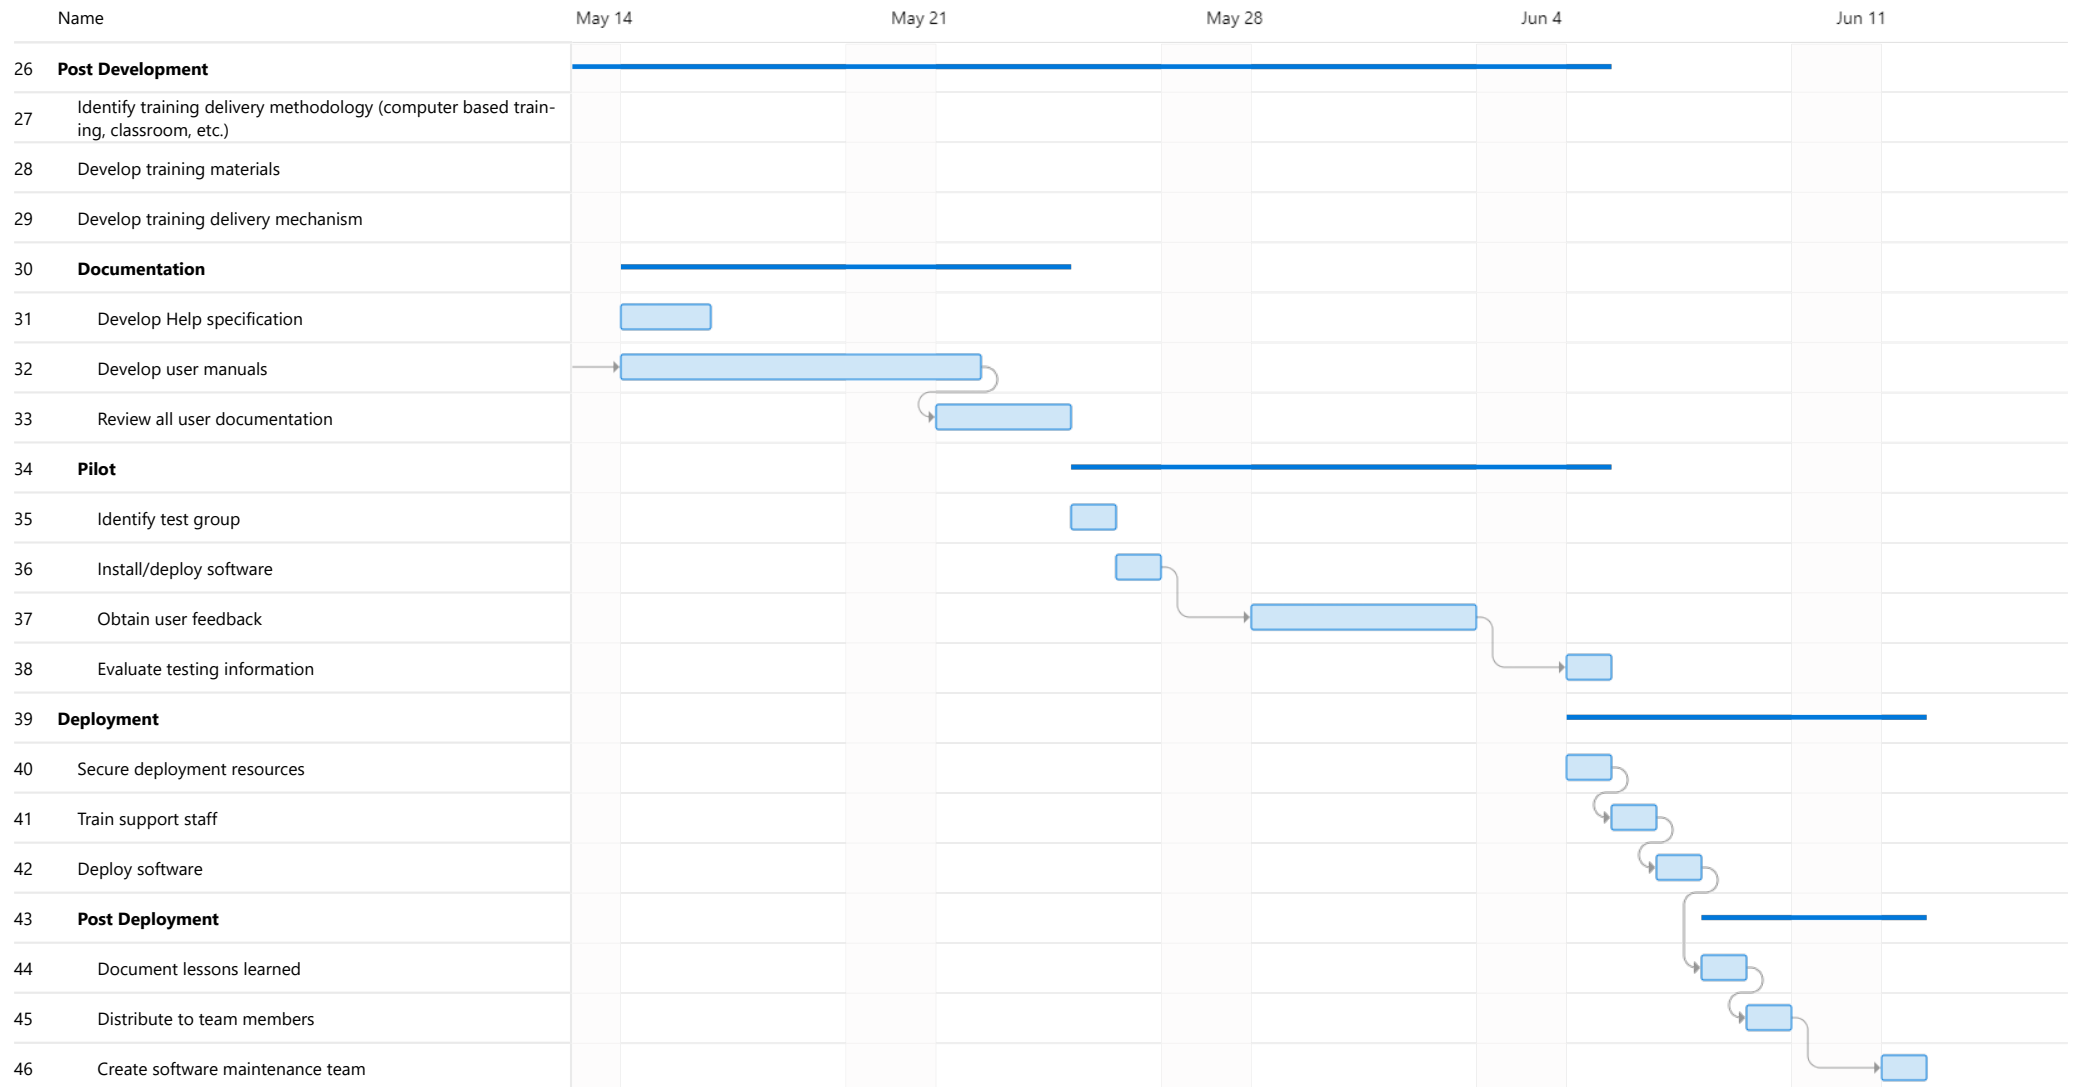 Name May 14 May 21 May 28 Jun 4 Jun 11
26 Post Development
27 Identify training delivery methodology (computer based train-
ing, classroom, etc.)
28 Develop training materials
29 Develop training delivery mechanism
30 Documentation
31 Develop Help specification
32 Develop user manuals
33 Review all user documentation
34 Pilot
35 Identify test group
36 Install/deploy software
37 Obtain user feedback
38 Evaluate testing information
39 Deployment
40 Secure deployment resources
41 Train support staff
42 Deploy software
43 Post Deployment
44 Document lessons learned
45 Distribute to team members
46 Create software maintenance team